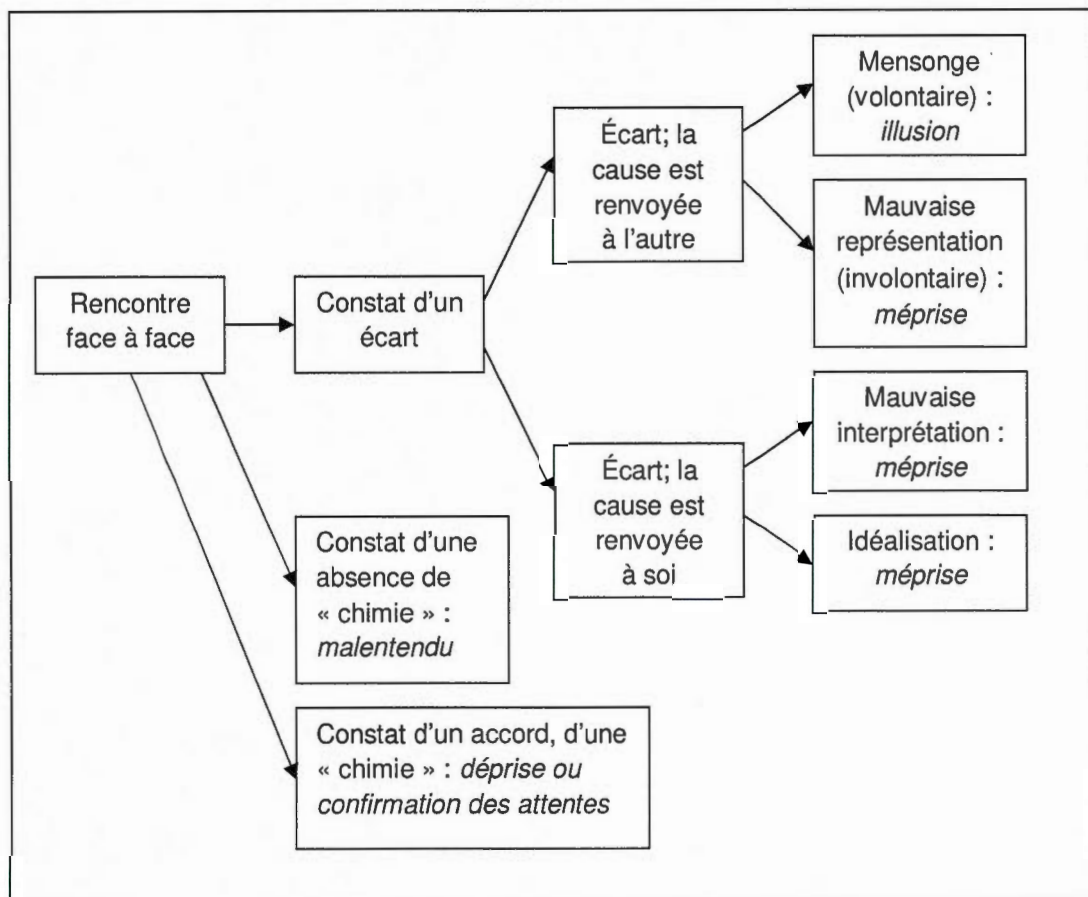 Rencontre
face à face
Constat d'un
écart
Écart; la
cause est
renvoyée
à l'autre
Mensonge
(volontaire) :
illusion
Mauvaise
représentation
(involontaire) :
méprise
Écart; la
cause est
renvoyée
à soi
Mauvaise
interprétation :
méprise
Idéalisation :
méprise
Constat d'une
absence de
« chimie » :
malentendu
Constat d'un accord, d'une
« chimie » : déprise ou
confirmation des attentes